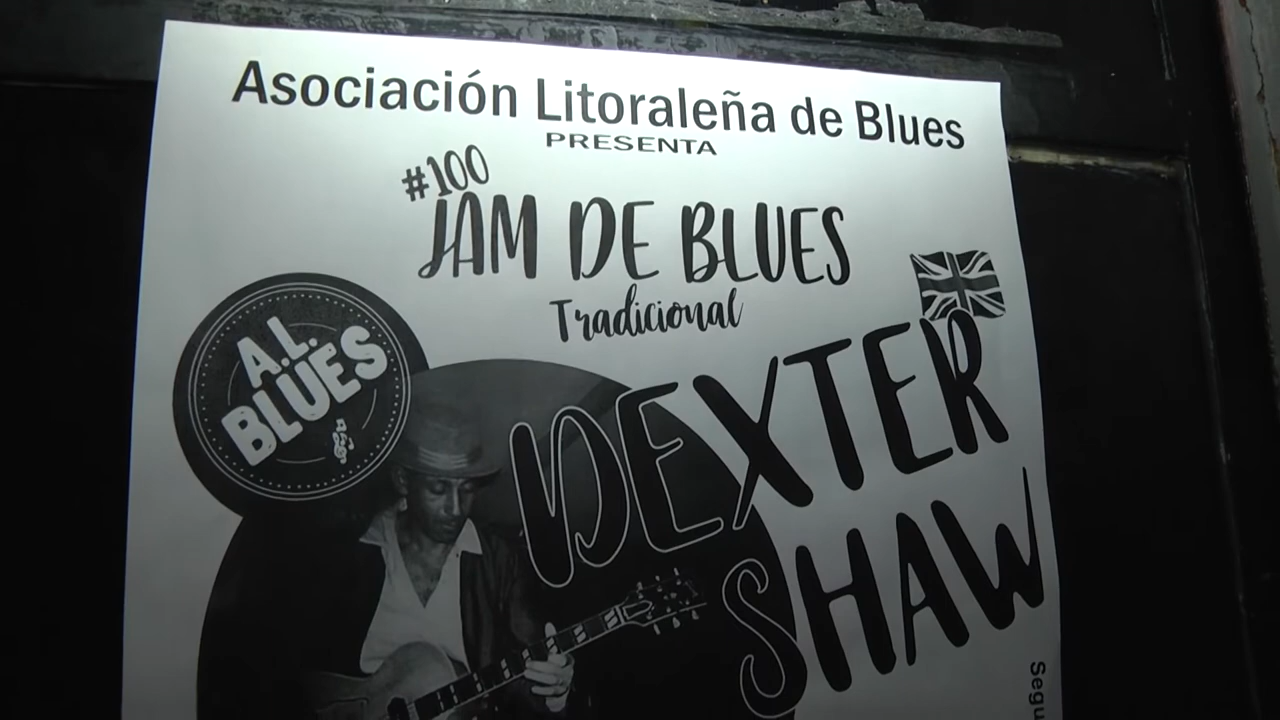 Asociación Litoraleña de Blues
PRESENTA
#100
JAM DE BLUES
Tradicional
A.L.
BLUES
DEXTER
SHAW